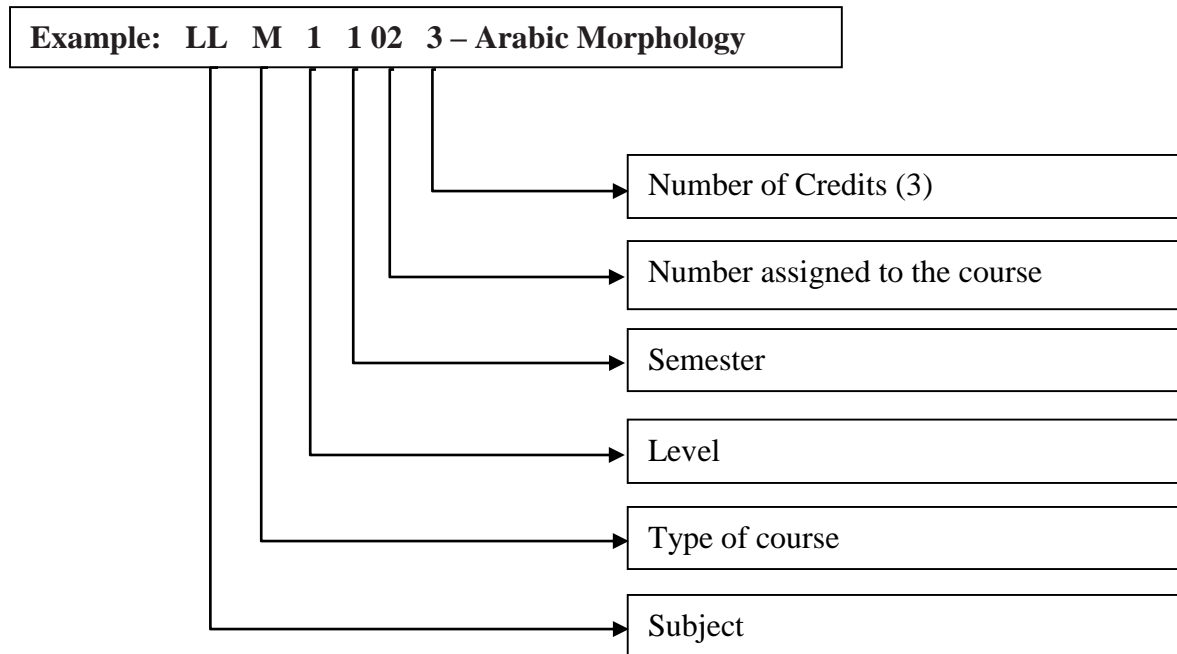 Example: LL M 1 1 02 3 – Arabic Morphology
Number of Credits (3)
Number assigned to the course
Semester
Level
Type of course
Subject